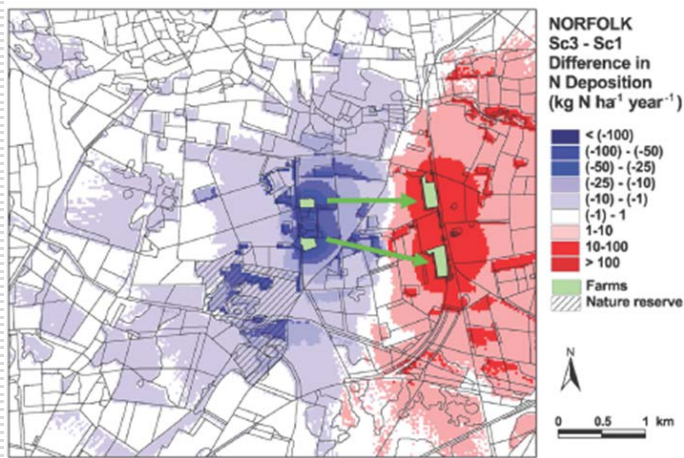 NORFOLK
Sc3 - Sc1
Difference in
N Deposition
(kg N ha⁻¹ year⁻¹)
< (-100)
(-100) - (-50)
(-50) - (-25)
(-25) - (-10)
(-10) - (-1)
(-1) - 1
1-10
10-100
> 100
Farms
Nature reserve
N
0 0.5 1 km